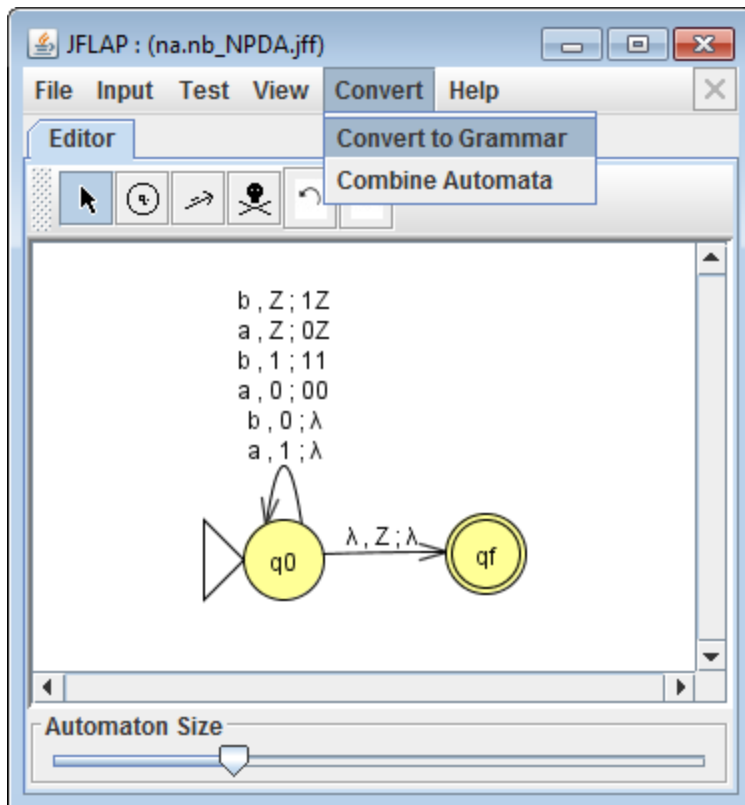 JFLAP : (na.nb_NPDA.jff)
File Input Test View Convert Help
Editor
Convert to Grammar
Combine Automata
b , Z ; 1Z
a , Z ; 0Z
b , 1 ; 11
a , 0 ; 00
b , 0 ; λ
a , 1 ; λ
λ , Z ; λ
q0
qf
Automaton Size